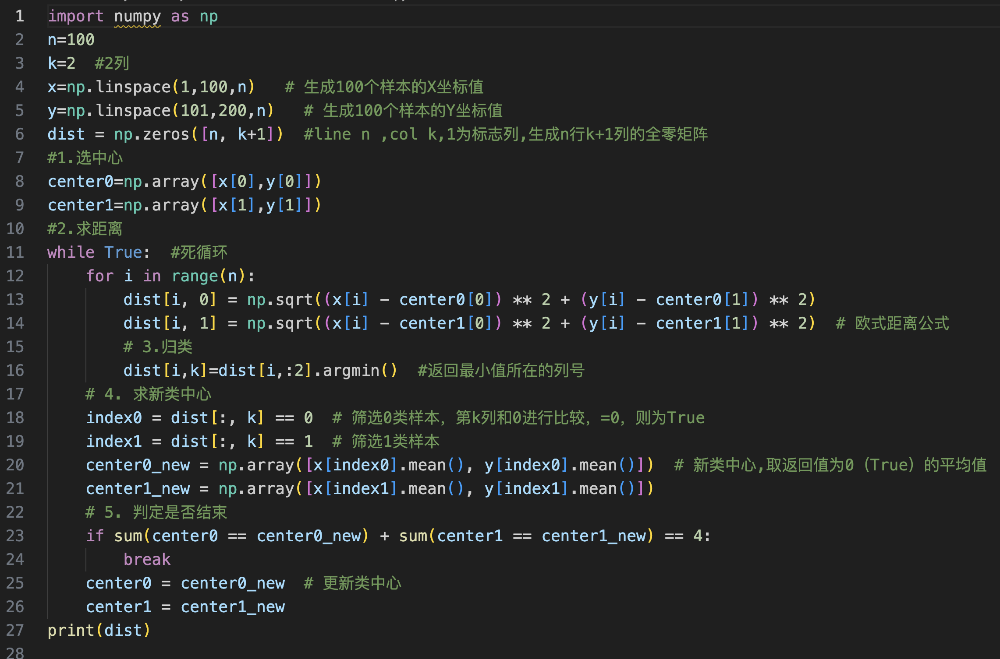 1 import numpy as np
2 n=100
3 k=2  #2列
4 x=np.linspace(1,100,n)   # 生成100个样本的X坐标值
5 y=np.linspace(101,200,n)   # 生成100个样本的Y坐标值
6 dist = np.zeros([n, k+1])  #line n ,col k,1为标志列,生成n行k+1列的全零矩阵
7 #1.选中心
8 center0=np.array([x[0],y[0]])
9 center1=np.array([x[1],y[1]])
10 #2.求距离
11 while True:  #死循环
12     for i in range(n):
13         dist[i, 0] = np.sqrt((x[i] - center0[0]) ** 2 + (y[i] - center0[1]) ** 2)
14         dist[i, 1] = np.sqrt((x[i] - center1[0]) ** 2 + (y[i] - center1[1]) ** 2)  # 欧式距离公式
15         # 3.归类
16         dist[i,k]=dist[i,:2].argmin()  #返回最小值所在的列号
17     # 4. 求新类中心
18     index0 = dist[:, k] == 0  # 筛选0类样本，第k列和0进行比较，=0，则为True
19     index1 = dist[:, k] == 1  # 筛选1类样本
20     center0_new = np.array([x[index0].mean(), y[index0].mean()])  # 新类中心,取返回值为0（True）的平均值
21     center1_new = np.array([x[index1].mean(), y[index1].mean()])
22     # 5. 判定是否结束
23     if sum(center0 == center0_new) + sum(center1 == center1_new) == 4:
24         break
25     center0 = center0_new  # 更新类中心
26     center1 = center1_new
27 print(dist)
28